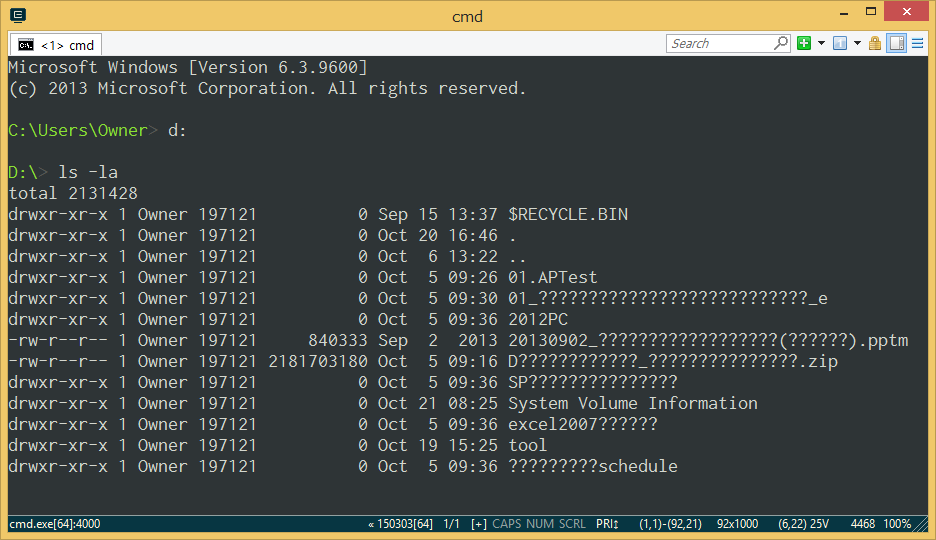 cmd
<1> cmd
Search
Microsoft Windows [Version 6.3.9600]
(c) 2013 Microsoft Corporation. All rights reserved.
C:\Users\Owner> d:
D:\> ls -la
total 2131428
drwxr-xr-x 1 Owner 197121          0 Sep 15 13:37 $RECYCLE.BIN
drwxr-xr-x 1 Owner 197121          0 Oct 20 16:46 .
drwxr-xr-x 1 Owner 197121          0 Oct  6 13:22 ..
drwxr-xr-x 1 Owner 197121          0 Oct  5 09:26 01.APTest
drwxr-xr-x 1 Owner 197121          0 Oct  5 09:30 01_???????????????????????????_e
drwxr-xr-x 1 Owner 197121          0 Oct  5 09:36 2012PC
-rw-r--r-- 1 Owner 197121     840333 Sep  2  2013 20130902_??????????????????(??????).pptm
-rw-r--r-- 1 Owner 197121 2181703180 Oct  5 09:16 D????????????_???????????????.zip
drwxr-xr-x 1 Owner 197121          0 Oct  5 09:36 SP???????????????
drwxr-xr-x 1 Owner 197121          0 Oct 21 08:25 System Volume Information
drwxr-xr-x 1 Owner 197121          0 Oct  5 09:36 excel2007??????
drwxr-xr-x 1 Owner 197121          0 Oct 19 15:25 tool
drwxr-xr-x 1 Owner 197121          0 Oct  5 09:36 ?????????schedule
cmd.exe[64]:4000 « 150303[64] 1/1 [+] CAPS NUM SCRL PRI↕ (1,1)-(92,21) 92x1000 (6,22) 25V 4468 100%